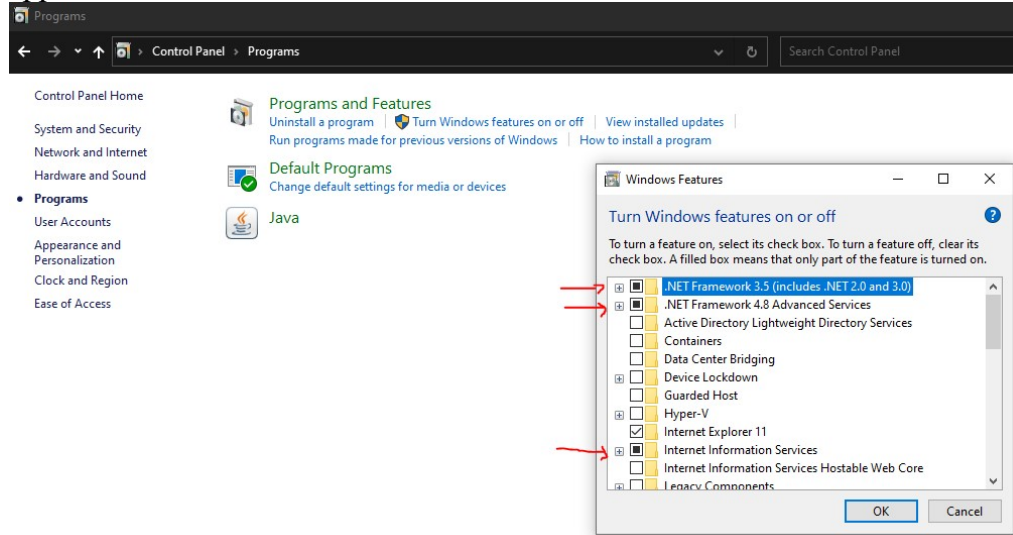 Programs
Control Panel > Programs
Search Control Panel
Control Panel Home
System and Security
Network and Internet
Hardware and Sound
Programs
User Accounts
Appearance and
Personalization
Clock and Region
Ease of Access
Programs and Features
Uninstall a program
Turn Windows features on or off
View installed updates
Run programs made for previous versions of Windows
How to install a program
Default Programs
Change default settings for media or devices
Java
Windows Features
Turn Windows features on or off
To turn a feature on, select its check box. To turn a feature off, clear its
check box. A filled box means that only part of the feature is turned on.
.NET Framework 3.5 (includes .NET 2.0 and 3.0)
.NET Framework 4.8 Advanced Services
Active Directory Lightweight Directory Services
Containers
Data Center Bridging
Device Lockdown
Guarded Host
Hyper-V
Internet Explorer 11
Internet Information Services
Internet Information Services Hostable Web Core
Legacy Components
OK
Cancel